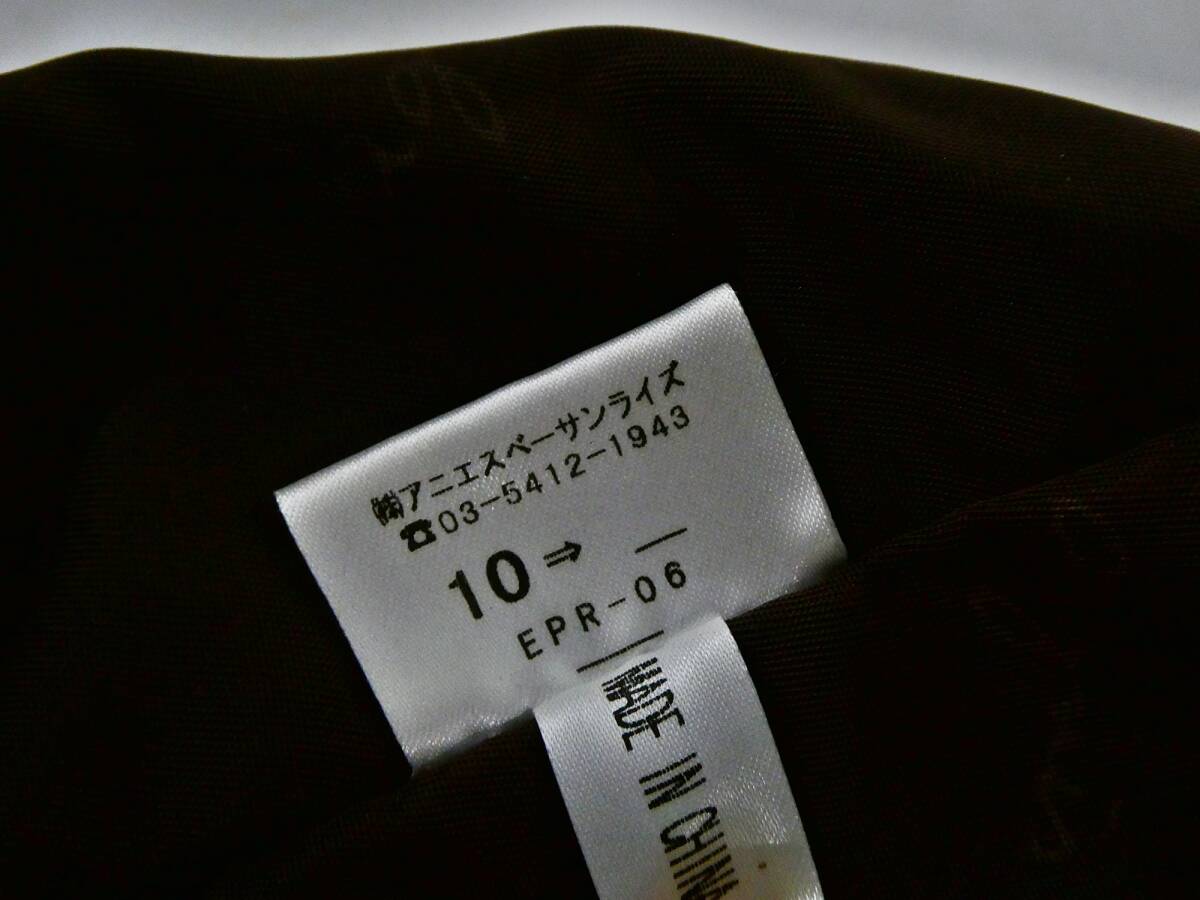 ㈱アニエスベーサンライズ
☎03-5412-1943
10⇒ —
EPR-06
MADE IN CHINA